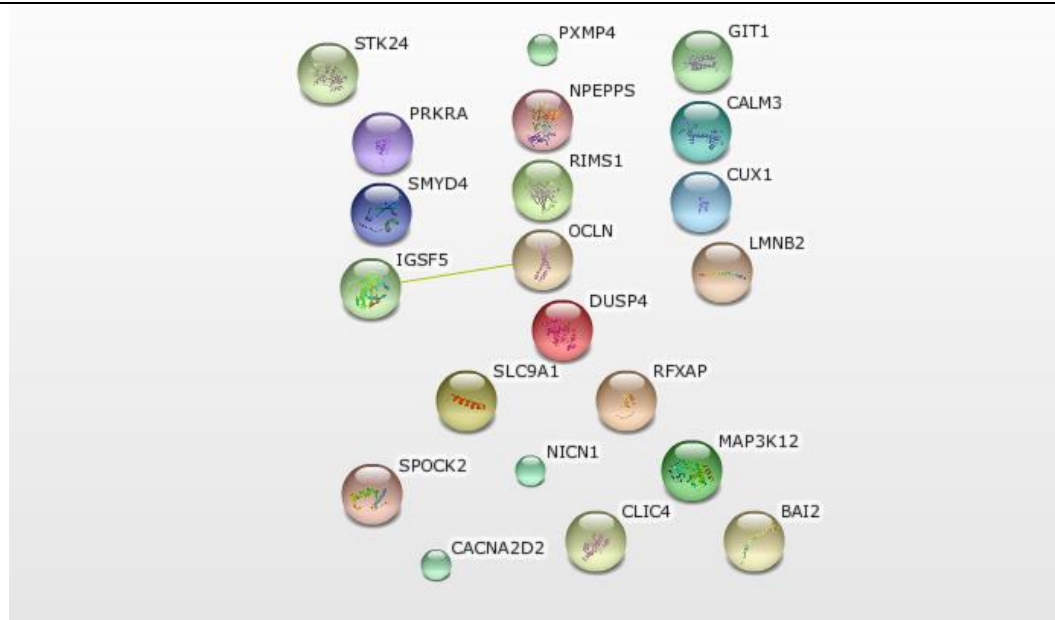 PXMP4
GIT1
STK24
NPEPPS
CALM3
PRKRA
RIMS1
CUX1
SMYD4
OCLN
LMNB2
IGSF5
DUSP4
SLC9A1
RFXAP
MAP3K12
NICN1
SPOCK2
CLIC4
BAI2
CACNA2D2